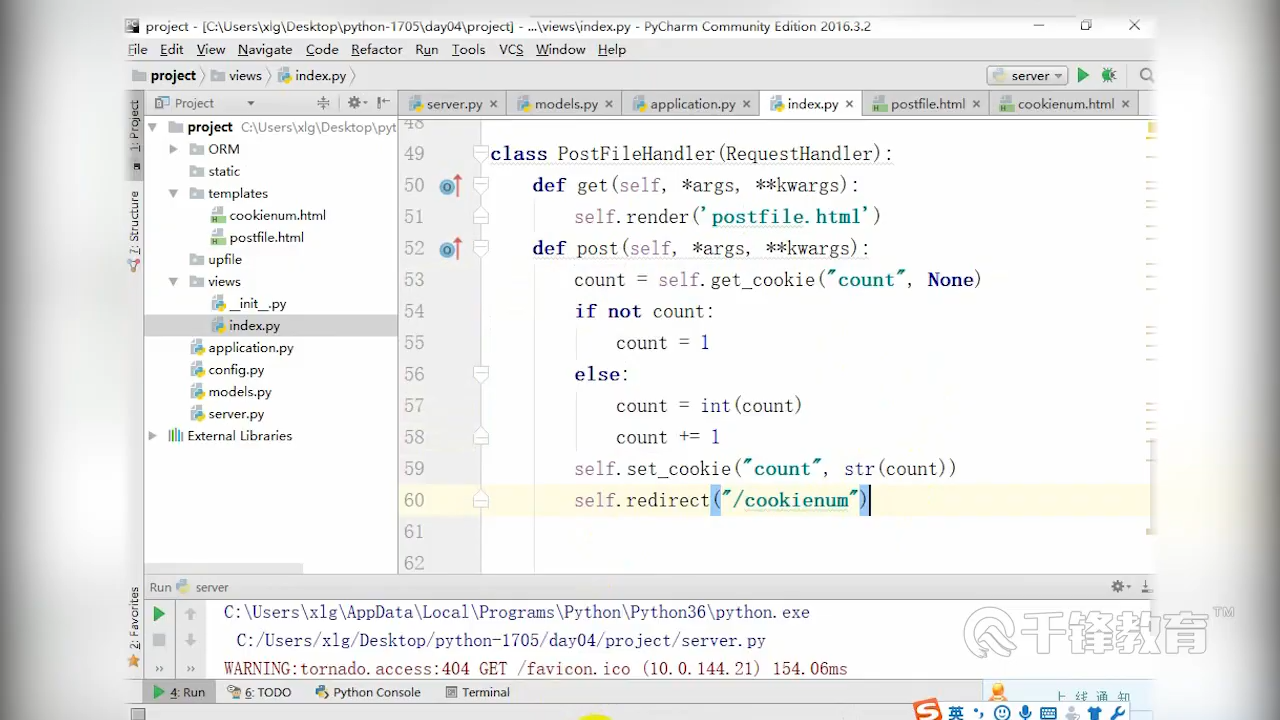 project - [C:\Users\xlg\Desktop\python-1705\day04\project] - ...\views\index.py - PyCharm Community Edition 2016.3.2
File Edit View Navigate Code Refactor Run Tools VCS Window Help
project views index.py server
Project server.py models.py application.py index.py postfile.html cookienum.html
1: Project
7: Structure
2: Favorites
project C:\Users\xlg\Desktop\pyt
ORM
static
templates
cookienum.html
postfile.html
upfile
views
__init__.py
index.py
application.py
config.py
models.py
server.py
External Libraries
48
49 class PostFileHandler(RequestHandler):
50 def get(self, *args, **kwargs):
51 self.render('postfile.html')
52 def post(self, *args, **kwargs):
53 count = self.get_cookie("count", None)
54 if not count:
55 count = 1
56 else:
57 count = int(count)
58 count += 1
59 self.set_cookie("count", str(count))
60 self.redirect("/cookienum")
61
62
Run server
C:\Users\xlg\AppData\Local\Programs\Python\Python36\python.exe
C:/Users/xlg/Desktop/python-1705/day04/project/server.py
WARNING:tornado.access:404 GET /favicon.ico (10.0.144.21) 154.06ms
千锋教育 TM
4: Run 6: TODO Python Console Terminal
上线通知
英